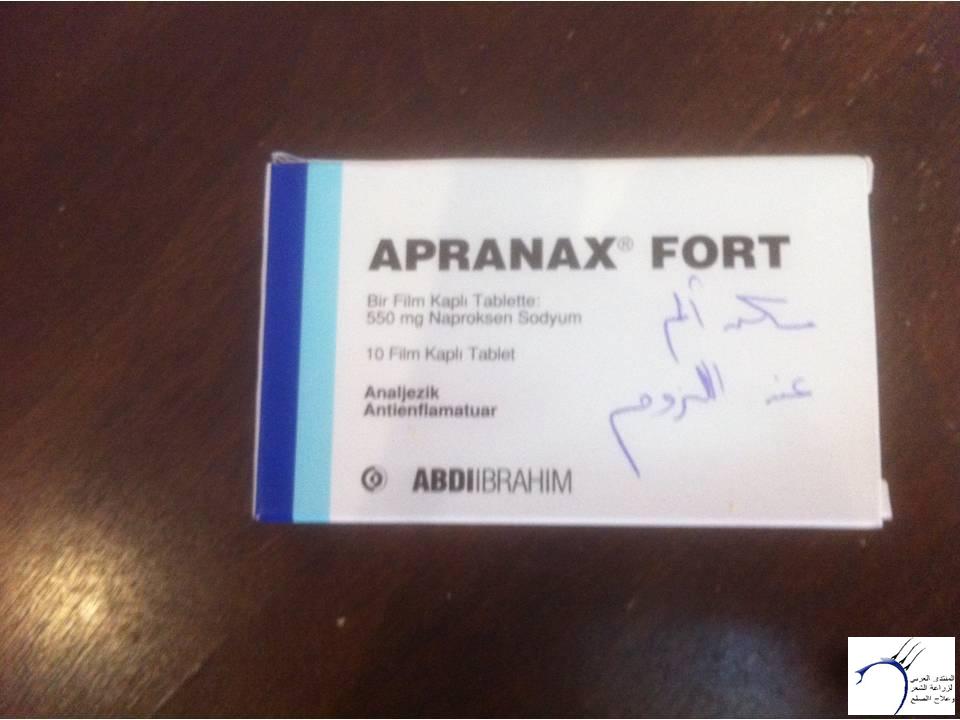 APRANAX® FORT
Bir Film Kaplı Tablette:
550 mg Naproksen Sodyum
10 Film Kaplı Tablet
Analjezik
Antienflamatuar
ABDIIBRAHIM
مسكن ألم
عند اللزوم
المنتدى العربي
لزراعة الشعر
وعلاج الصلع